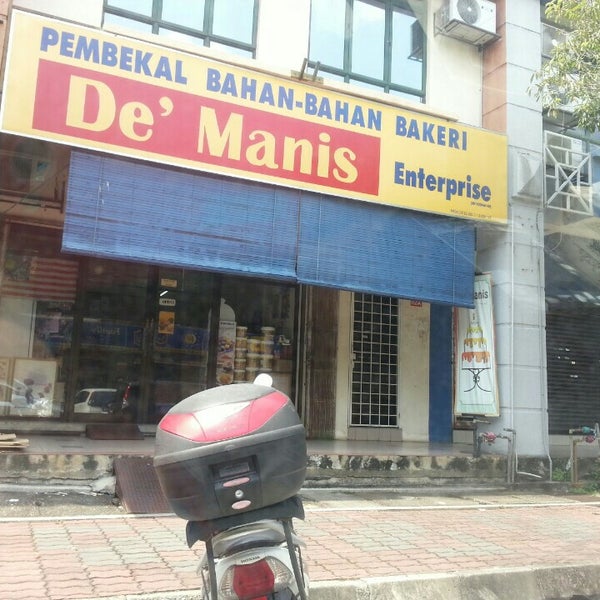 PEMBEKAL BAHAN-BAHAN BAKERI
De' Manis
Enterprise